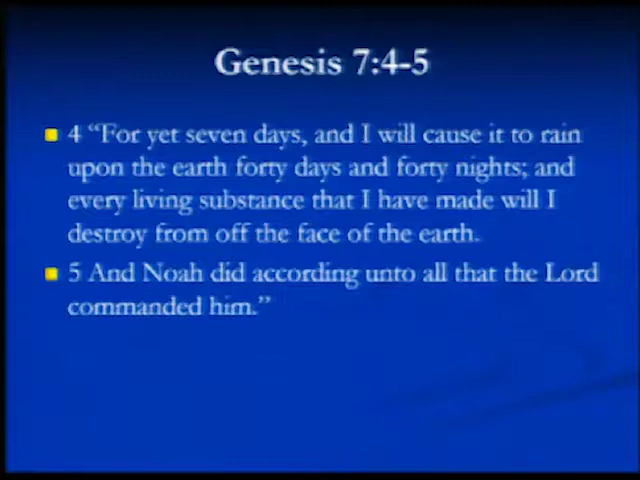 Genesis 7:4-5
4 “For yet seven days, and I will cause it to rain
upon the earth forty days and forty nights; and
every living substance that I have made will I
destroy from off the face of the earth.
5 And Noah did according unto all that the Lord
commanded him.”